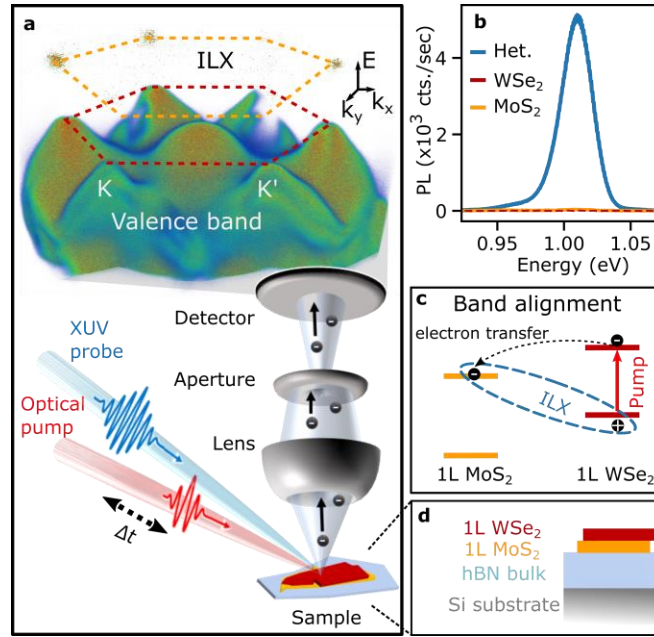 a
ILX
E
k_y
k_x
K
K'
Valence band
Detector
XUV
probe
Aperture
Optical
pump
Lens
Δt
Sample
b
PL (x10³ cts./sec)
4
2
0
Het.
WSe₂
MoS₂
0.95
1.00
1.05
Energy (eV)
c
Band alignment
electron transfer
ILX
Pump
1L MoS₂
1L WSe₂
d
1L WSe₂
1L MoS₂
hBN bulk
Si substrate